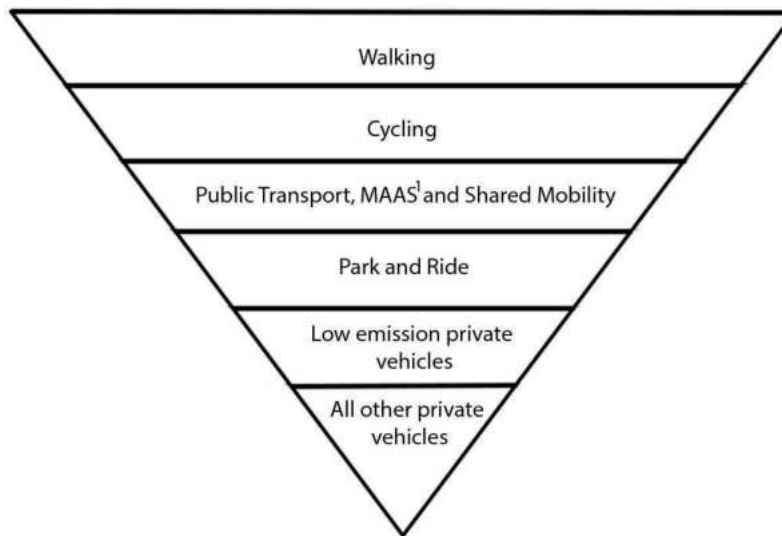 Walking
Cycling
Public Transport, MAAS¹ and Shared Mobility
Park and Ride
Low emission private
vehicles
All other private
vehicles